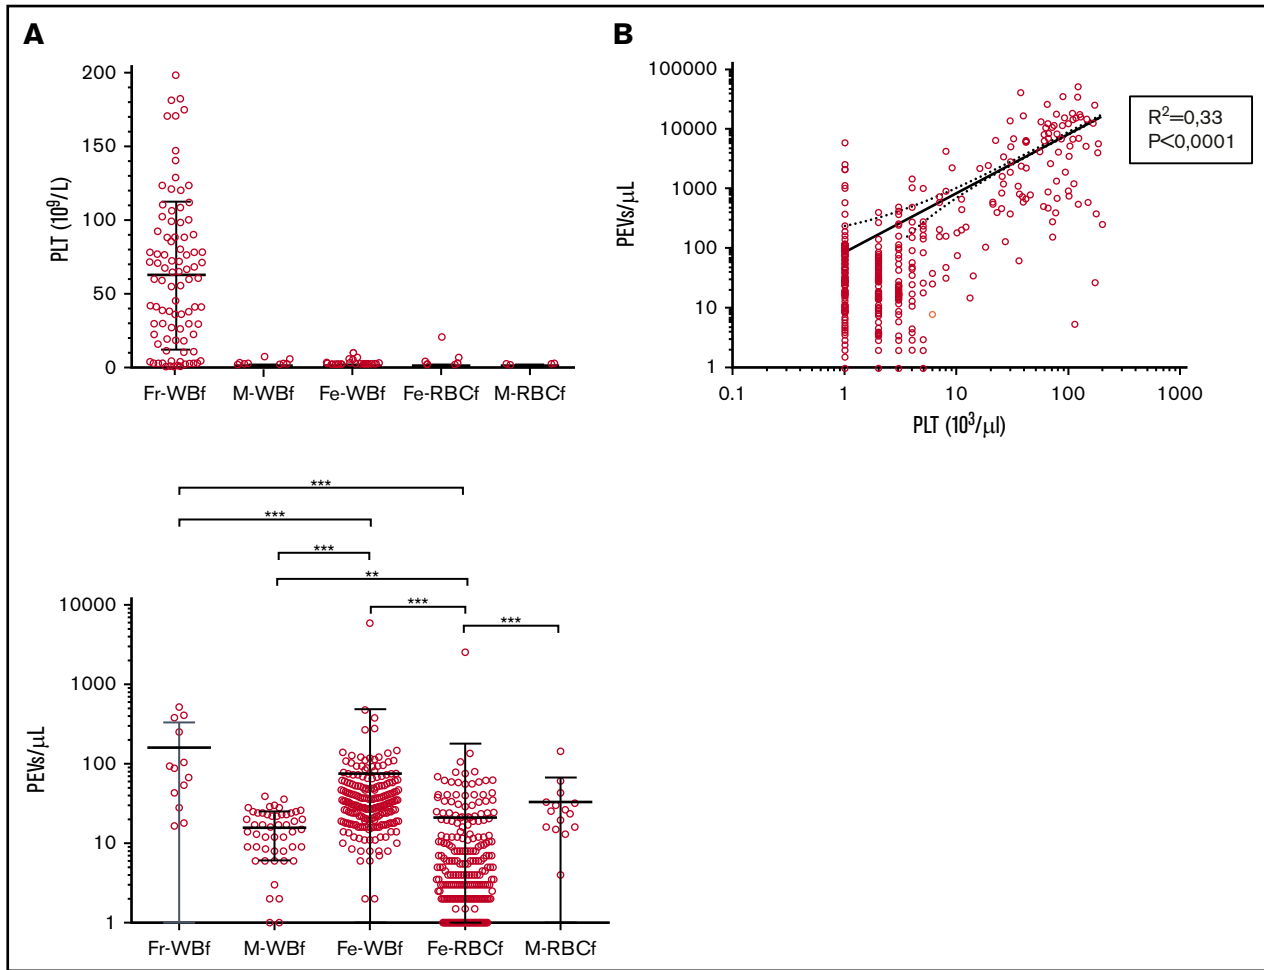 A
PLT (10⁹/L)
200
150
100
50
0
Fr-WBf M-WBf Fe-WBf Fe-RBCf M-RBCf
B
PEVs/μL
100000
10000
1000
100
10
1
0.1 1 10 100 1000
PLT (10³/μl)
R²=0,33
P<0,0001
***
***
***
**
***
***
PEVs/μL
10000
1000
100
10
1
Fr-WBf M-WBf Fe-WBf Fe-RBCf M-RBCf